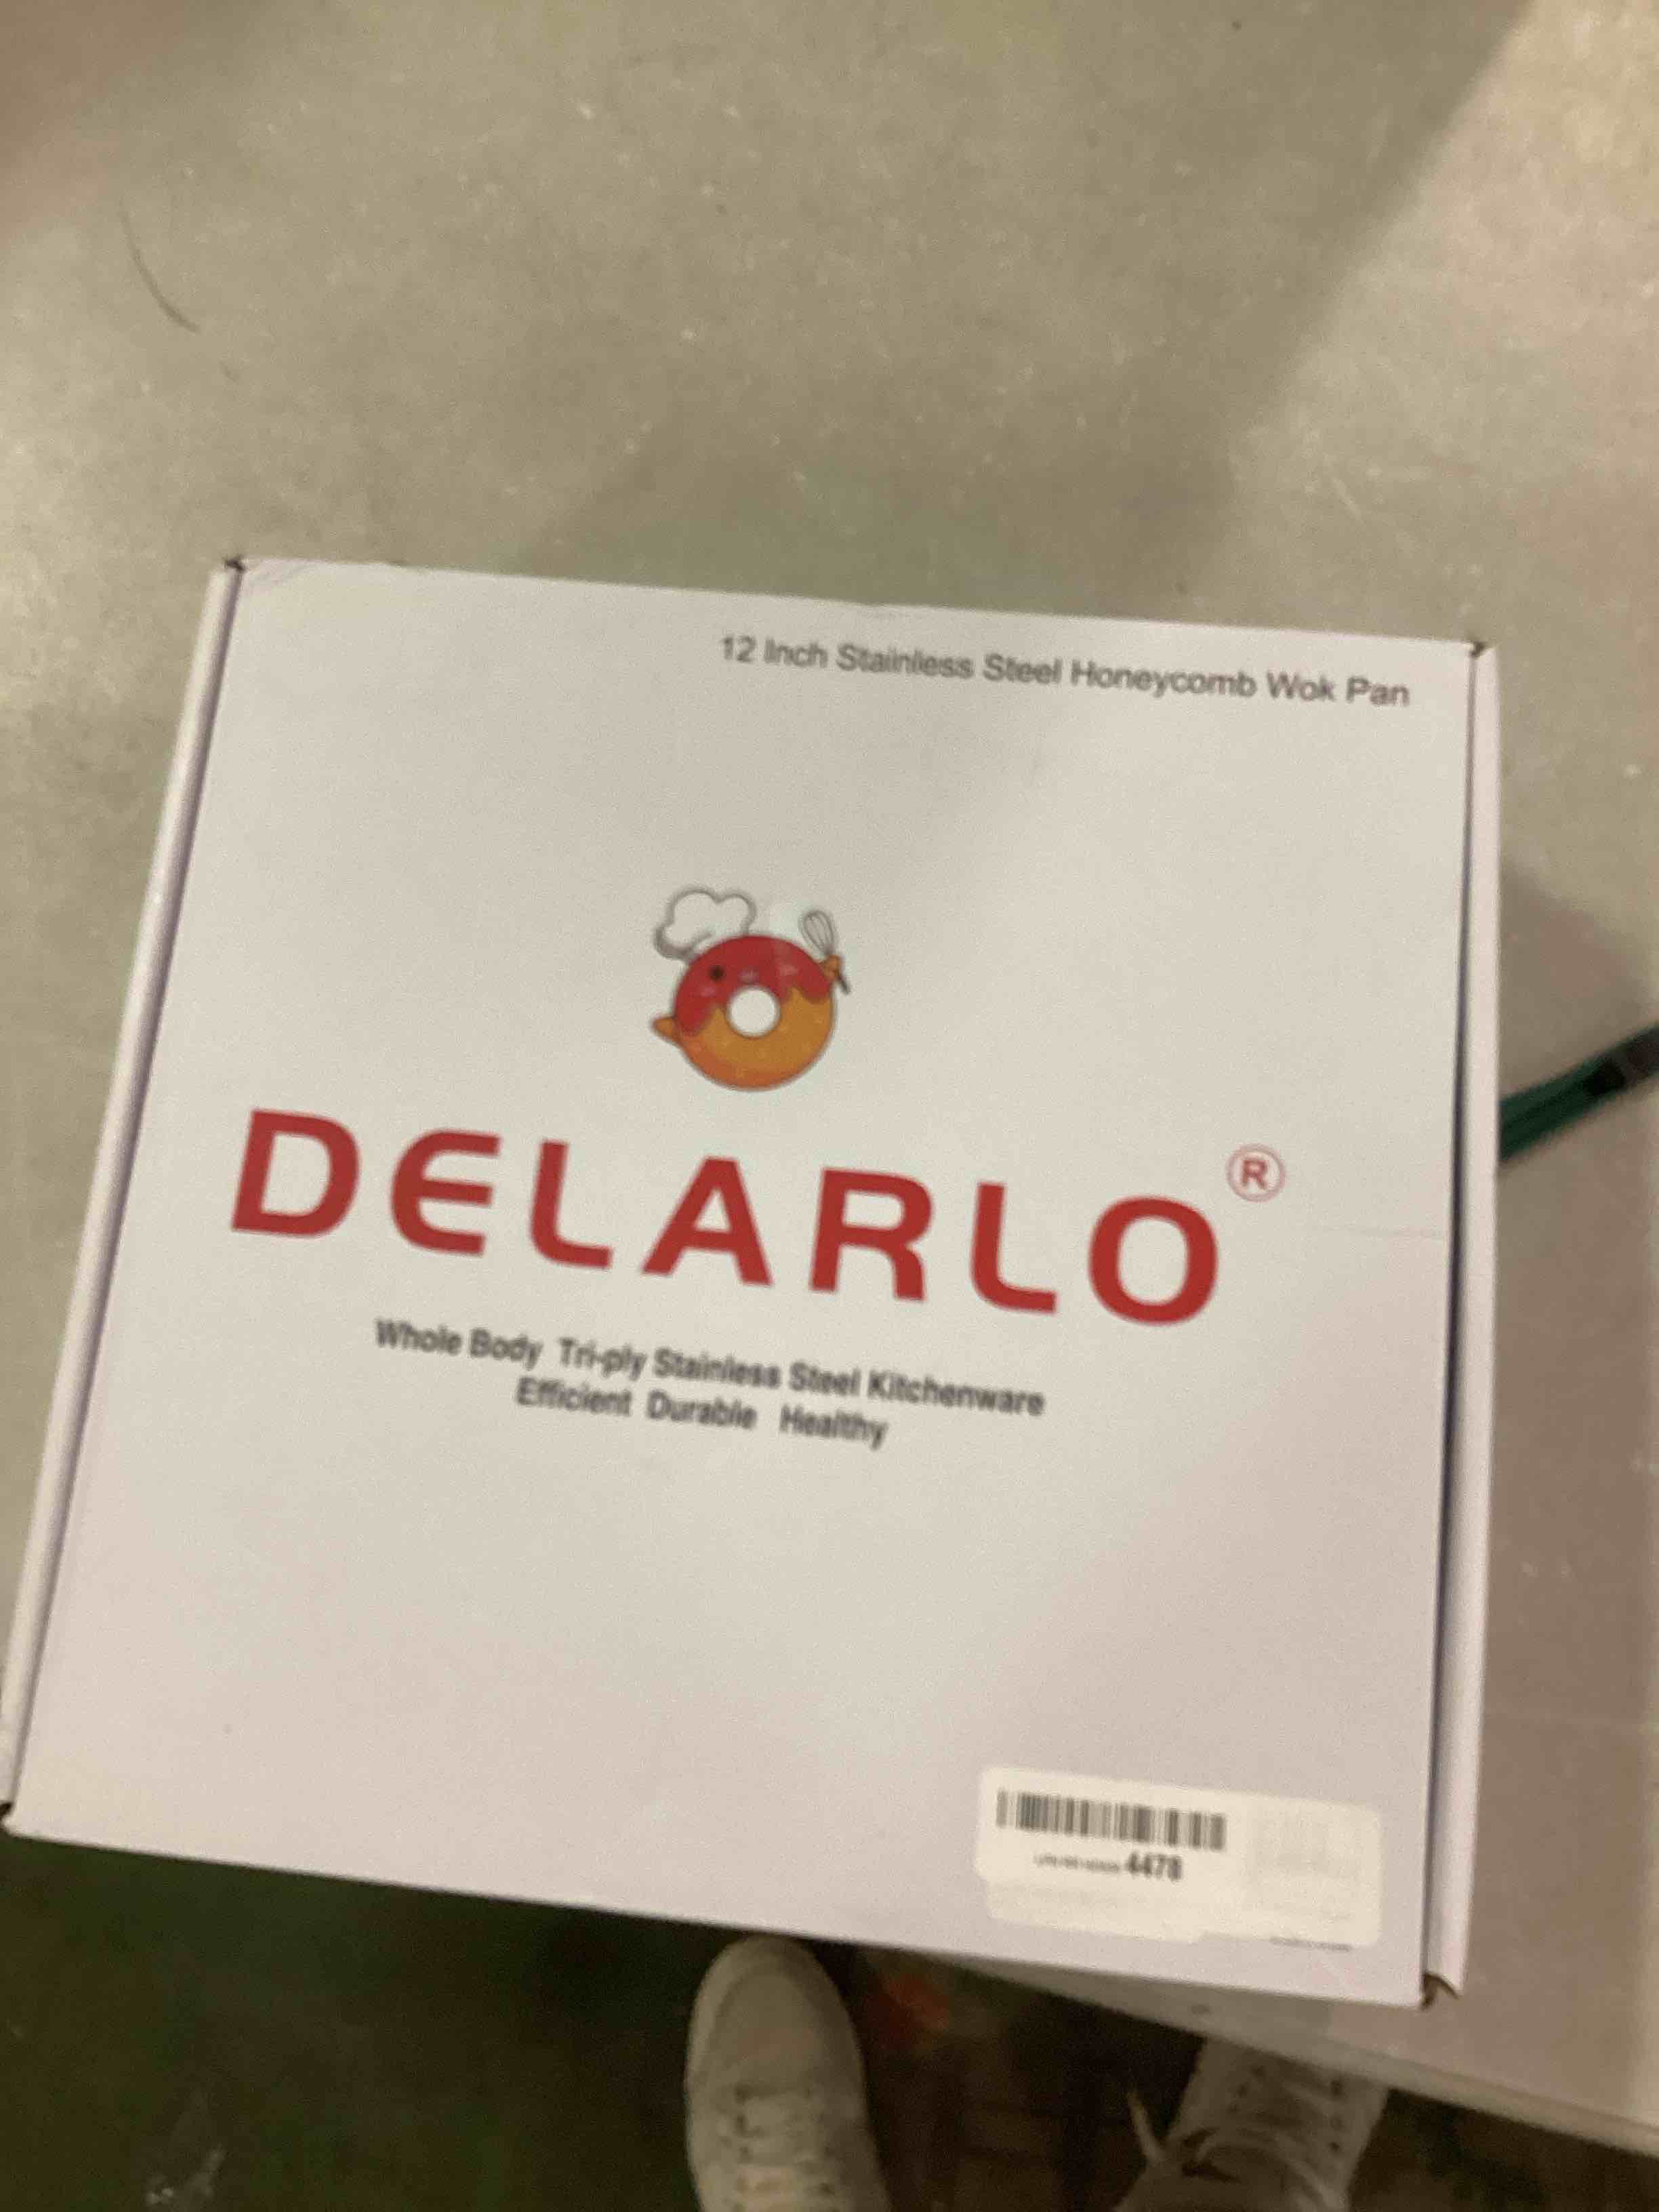 12 Inch Stainless Steel Honeycomb Wok Pan
DELARLO®
Whole Body Tri-ply Stainless Steel Kitchenware
Efficient Durable Healthy
4478